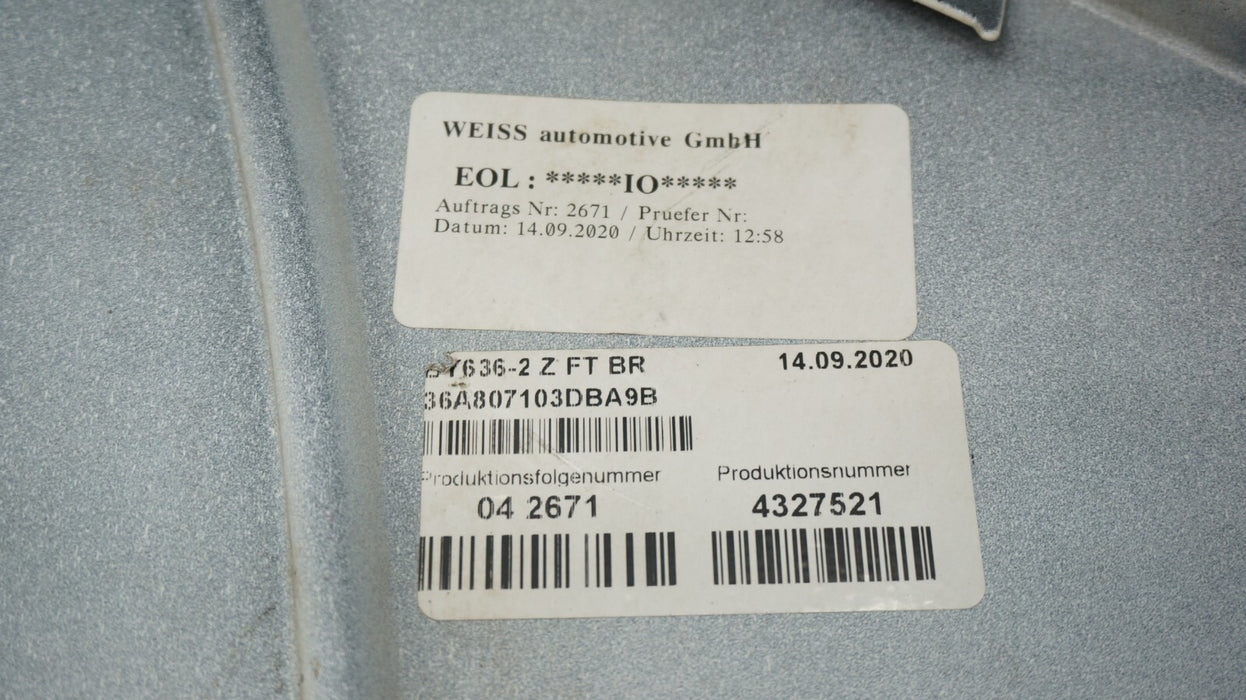 WEISS automotive GmbH
EOL : *****IO*****
Auftrags Nr: 2671 / Pruefer Nr:
Datum: 14.09.2020 / Uhrzeit: 12:58
Z FT BR 14.09.2020
36A807103DBA9B
Produktionsfolgenummer Produktionsnummer
04 2671 4327521